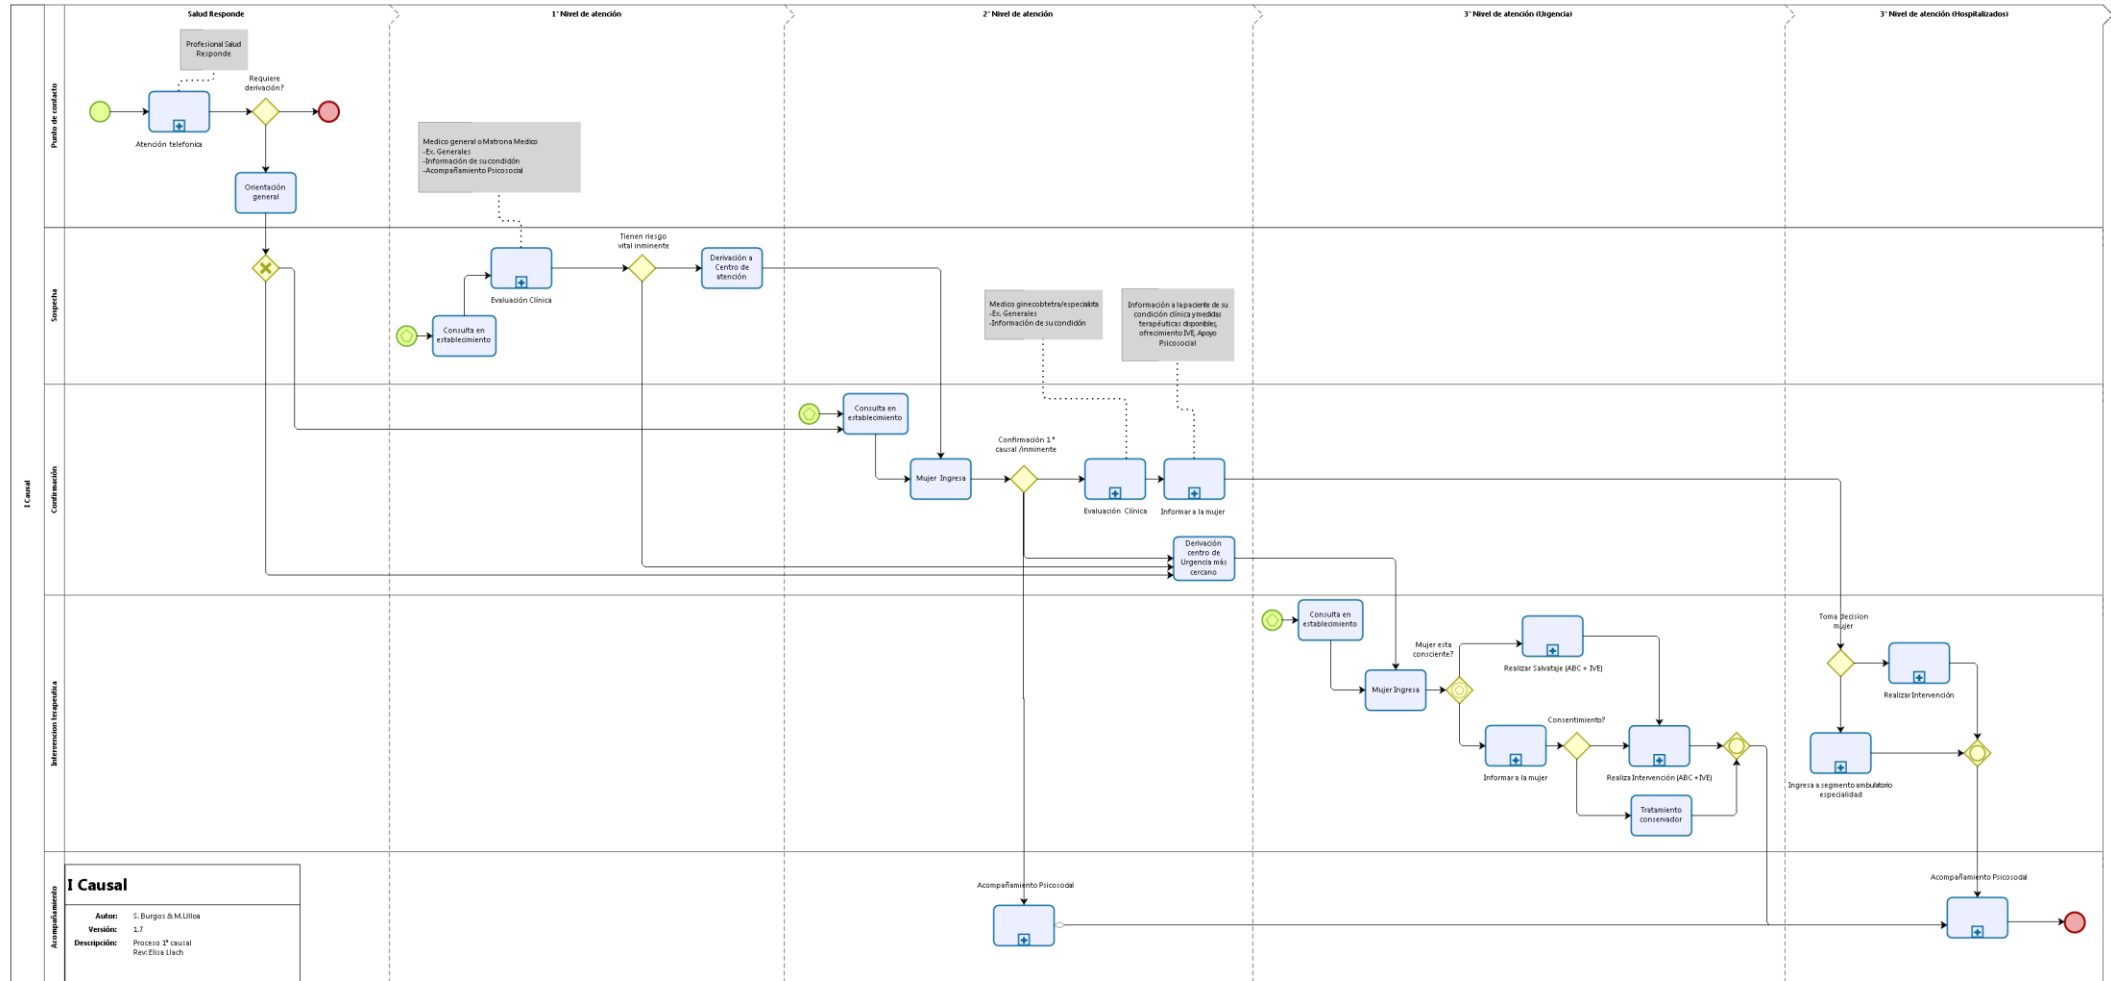 Salud Responde
1° Nivel de atención
2° Nivel de atención
3° Nivel de atención (Urgencia)
3° Nivel de atención (Hospitalizados)
I Causal
Punto de contacto
Profesional Salud
Responde
Requiere
derivación?
Atención telefonica
Orientación
general
Medico general o Matrona Medico
-Ex. Generales
-Información de su condición
-Acompañamiento Psicosocial
Sospecha
Tienen riesgo
vital inminente
Derivación a
Centro de
atención
Evaluación Clínica
Consulta en
establecimiento
Medico ginecobtetra/especialista
-Ex. Generales
-Información de su condición
Información a la paciente de su
condición clínica y medidas
terapéuticas disponibles,
ofrecimiento IVE, Apoyo
Psicosocial
Confirmación
Consulta en
establecimiento
Mujer Ingresa
Confirmación 1°
causal /inminente
Evaluación Clínica
Informar a la mujer
Derivación
centro de
Urgencia más
cercano
Intervencion terapeutica
Consulta en
establecimiento
Mujer Ingresa
Mujer esta
consciente?
Realizar Salvataje (ABC + IVE)
Informar a la mujer
Consentimiento?
Realiza Intervención (ABC +IVE)
Tratamiento
conservador
Toma decision
mujer
Realizar Intervención
Ingresa a segmento ambulatorio
especialidad
Acompañamiento
Acompañamiento Psicosocial
Acompañamiento Psicosocial
I Causal
Autor: S. Burgos & M.Ulloa
Versión: 1.7
Descripción: Proceso 1° causal
Rev: Elisa Llach